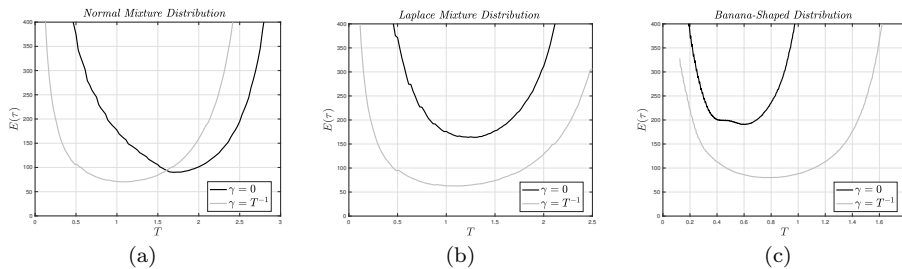 Normal Mixture Distribution
400
350
300
250
200
150
100
50
0
E(τ)
0 0.5 1 1.5 2 2.5 3
T
γ = 0
γ = T⁻¹
(a)
Laplace Mixture Distribution
400
350
300
250
200
150
100
50
0
E(τ)
0 0.5 1 1.5 2 2.5
T
γ = 0
γ = T⁻¹
(b)
Banana-Shaped Distribution
400
350
300
250
200
150
100
50
0
E(τ)
0 0.2 0.4 0.6 0.8 1 1.2 1.4 1.6
T
γ = 0
γ = T⁻¹
(c)